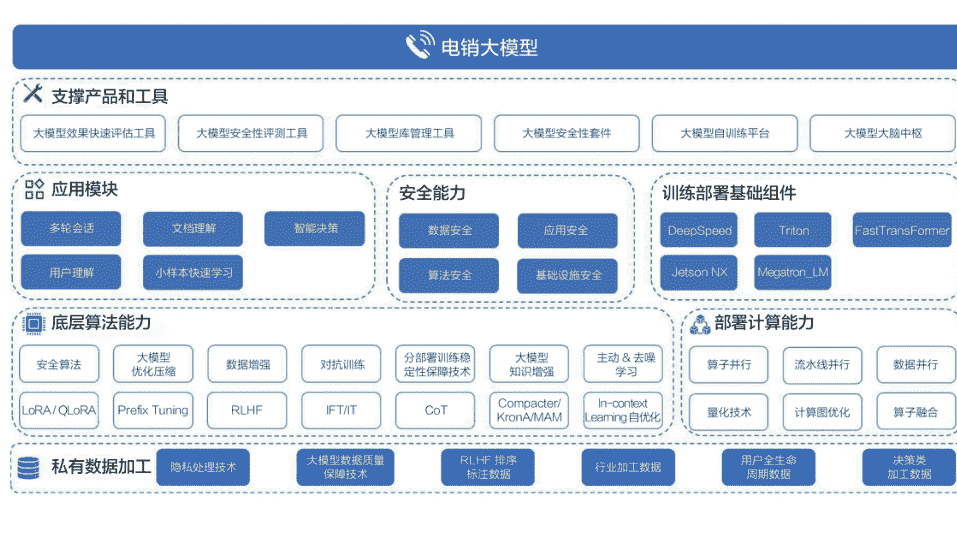 电销大模型
支撑产品和工具
大模型效果快速评估工具
大模型安全性评测工具
大模型库管理工具
大模型安全性套件
大模型自训练平台
大模型大脑中枢
应用模块
多轮会话
文档理解
智能决策
用户理解
小样本快速学习
安全能力
数据安全
应用安全
算法安全
基础设施安全
训练部署基础组件
DeepSpeed
Triton
FastTransFormer
Jetson NX
Megatron_LM
底层算法能力
安全算法
大模型
优化压缩
数据增强
对抗训练
分部署训练稳
定性保障技术
大模型
知识增强
主动 & 去噪
学习
LoRA / QLoRA
Prefix Tuning
RLHF
IFT/IT
CoT
Compacter/
KronA/MAM
In-context
Learning 自优化
部署计算能力
算子并行
流水线并行
数据并行
量化技术
计算图优化
算子融合
私有数据加工
隐私处理技术
大模型数据质量
保障技术
RLHF 排序
标注数据
行业加工数据
用户全生命
周期数据
决策类
加工数据